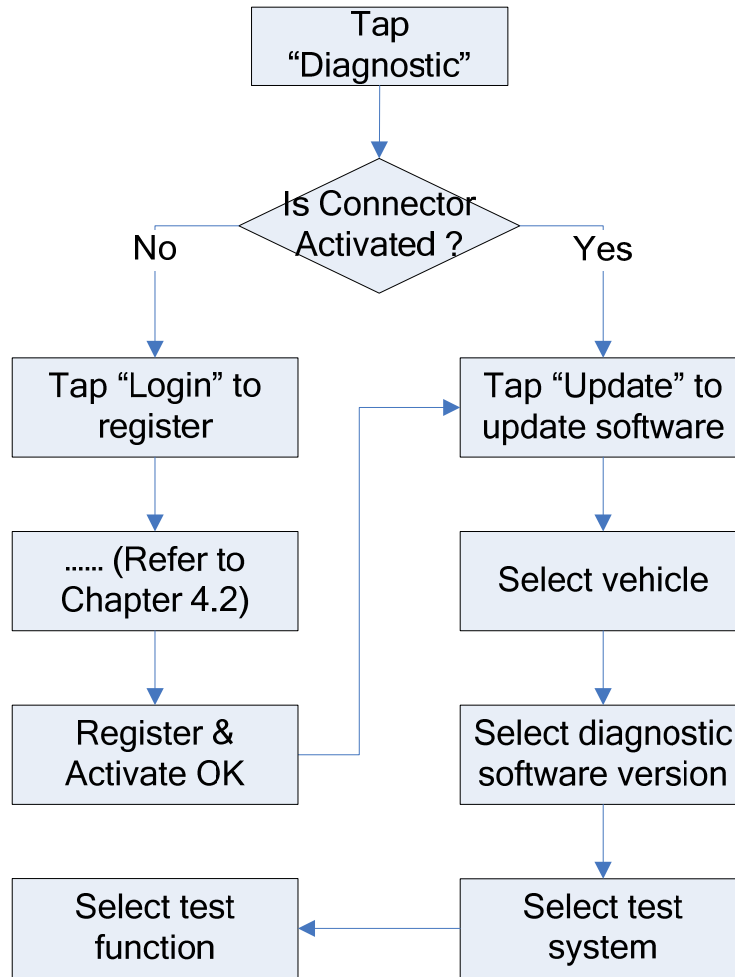 Tap
“Diagnostic”
Is Connector
Activated ?
No
Yes
Tap “Login” to
register
Tap “Update” to
update software
...... (Refer to
Chapter 4.2)
Select vehicle
Register &
Activate OK
Select diagnostic
software version
Select test
function
Select test
system